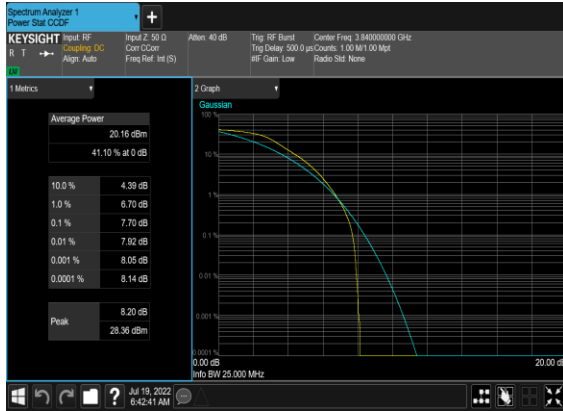 Spectrum Analyzer 1
Power Stat CCDF
+
KEYSIGHT
R T
Input: RF
Coupling: DC
Align: Auto
Input Z: 50 Ω
Corr CCorr
Freq Ref: Int (S)
Atten: 40 dB
Trig: RF Burst
Trig Delay: 500.0 µs
#IF Gain: Low
Center Freq: 3.840000000 GHz
Counts: 1.00 M/1.00 Mpt
Radio Std: None
LXI
1 Metrics
Average Power
20.16 dBm
41.10 % at 0 dB
10.0 % 4.39 dB
1.0 % 6.70 dB
0.1 % 7.70 dB
0.01 % 7.92 dB
0.001 % 8.05 dB
0.0001 % 8.14 dB
Peak 8.20 dB
28.36 dBm
2 Graph
Gaussian
100 %
10 %
1 %
0.1 %
0.01 %
0.001 %
0.0001 %
0.00 dB 20.00 dB
Info BW 25.000 MHz
?
Jul 19, 2022
6:42:41 AM